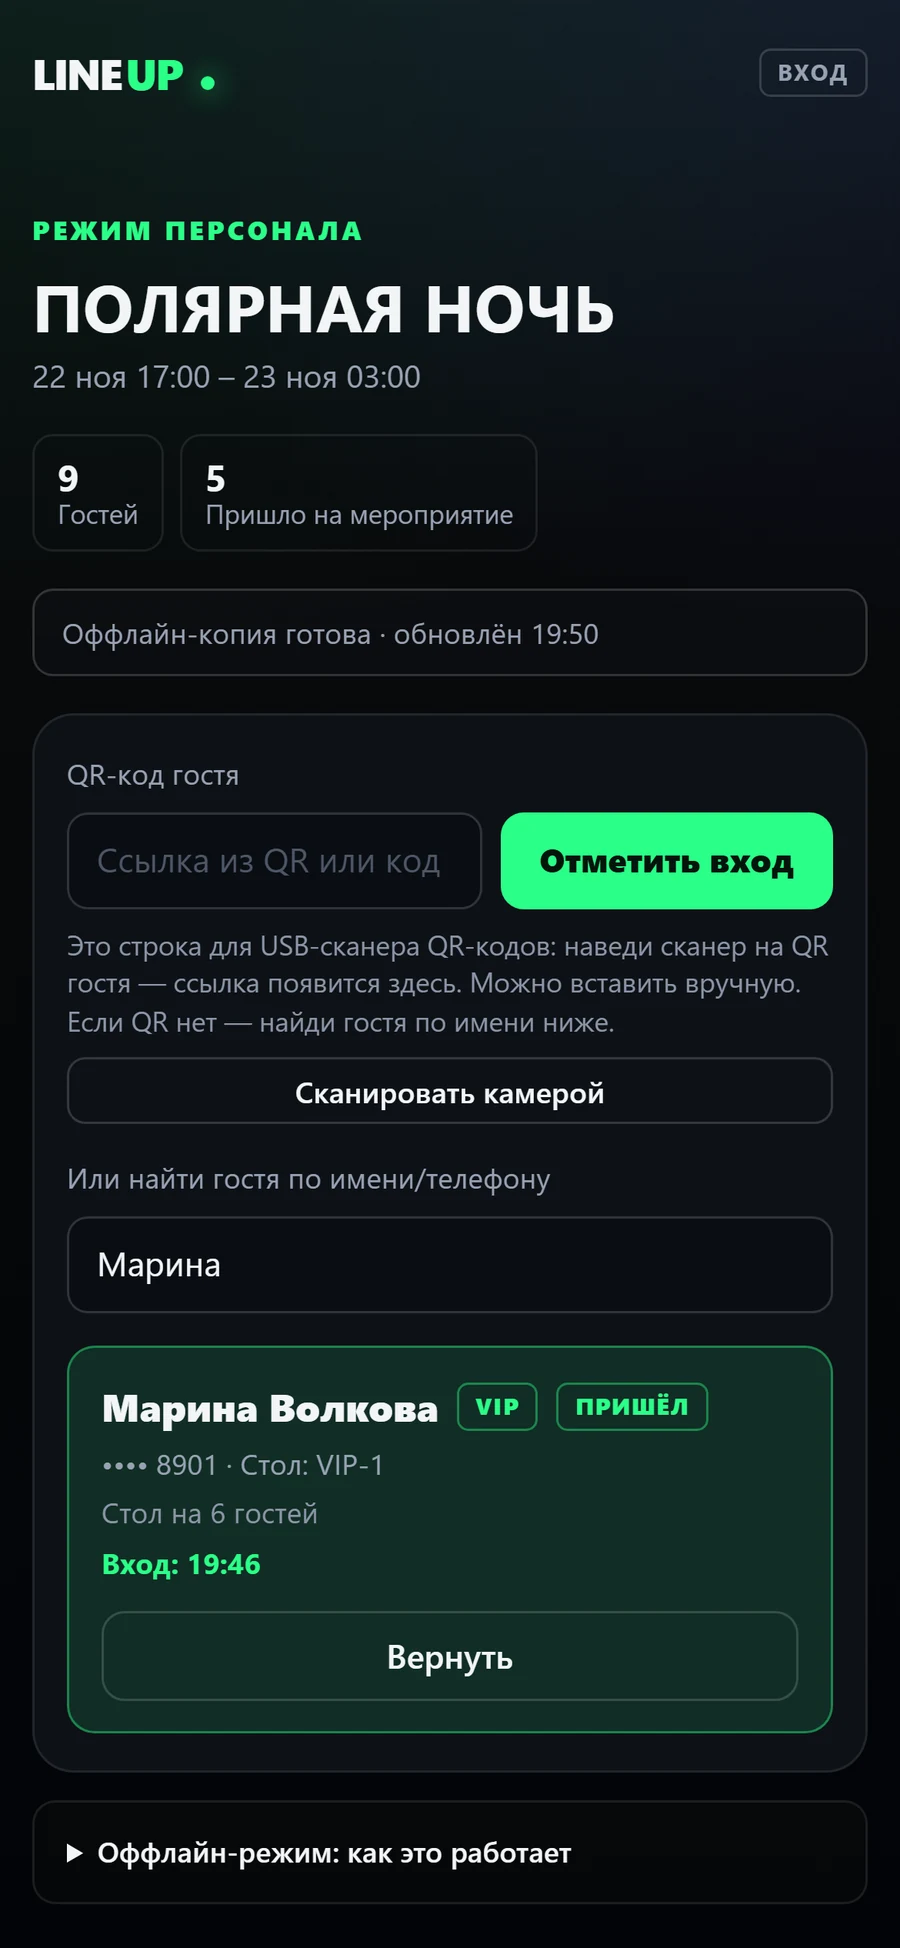 LINEUP
ВХОД
РЕЖИМ ПЕРСОНАЛА
ПОЛЯРНАЯ НОЧЬ
22 ноя 17:00 – 23 ноя 03:00
9
Гостей
5
Пришло на мероприятие
Оффлайн-копия готова · обновлён 19:50
QR-код гостя
Ссылка из QR или код
Отметить вход
Это строка для USB-сканера QR-кодов: наведи сканер на QR
гостя — ссылка появится здесь. Можно вставить вручную.
Если QR нет — найди гостя по имени ниже.
Сканировать камерой
Или найти гостя по имени/телефону
Марина
Марина Волкова VIP ПРИШЁЛ
•••• 8901 · Стол: VIP-1
Стол на 6 гостей
Вход: 19:46
Вернуть
Оффлайн-режим: как это работает